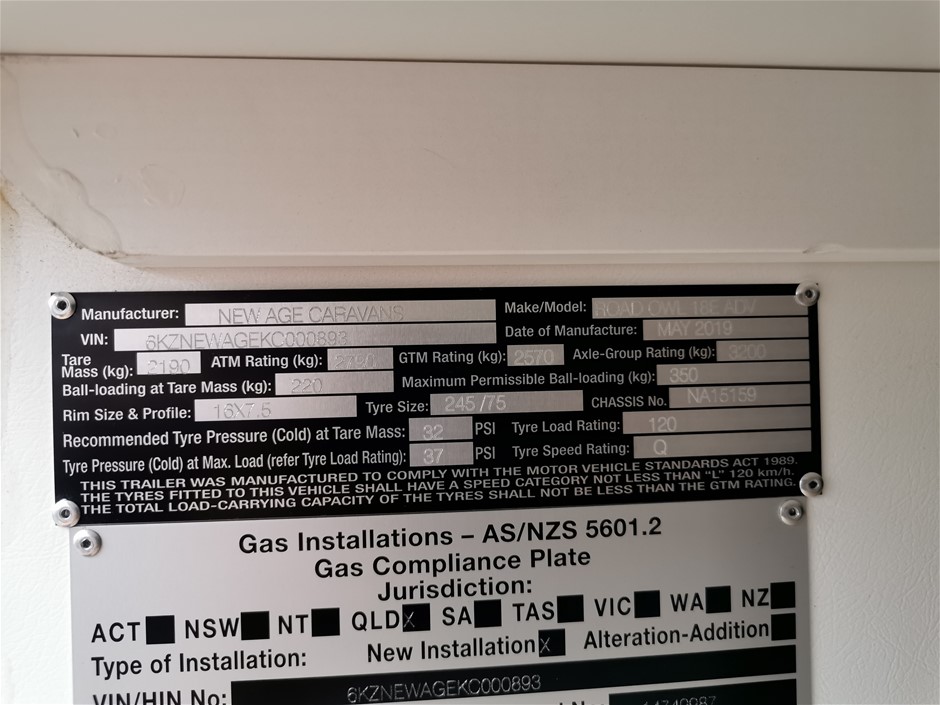 Manufacturer: NEW AGE CARAVANS Make/Model: ROAD OWL 18E ADV
VIN: 6KZNEWAGEKC000893 Date of Manufacture: MAY 2019
Tare Mass (kg): 2190 ATM Rating (kg): GTM Rating (kg): 2570 Axle-Group Rating (kg): 3200
Ball-loading at Tare Mass (kg): 220 Maximum Permissible Ball-loading (kg): 350
Rim Size & Profile: 16X7.5 Tyre Size: 245/75 CHASSIS No. NA15159
Recommended Tyre Pressure (Cold) at Tare Mass: 32 PSI Tyre Load Rating: 120
Tyre Pressure (Cold) at Max. Load (refer Tyre Load Rating): 37 PSI Tyre Speed Rating: Q
THIS TRAILER WAS MANUFACTURED TO COMPLY WITH THE MOTOR VEHICLE STANDARDS ACT 1989.
THE TYRES FITTED TO THIS VEHICLE SHALL HAVE A SPEED CATEGORY NOT LESS THAN "L" 120 km/h.
THE TOTAL LOAD-CARRYING CAPACITY OF THE TYRES SHALL NOT BE LESS THAN THE GTM RATING.
Gas Installations – AS/NZS 5601.2
Gas Compliance Plate
Jurisdiction:
ACT NSW NT QLD X SA TAS VIC WA NZ
Type of Installation: New Installation X Alteration-Addition
VIN/HIN No: 6KZNEWAGEKC000893